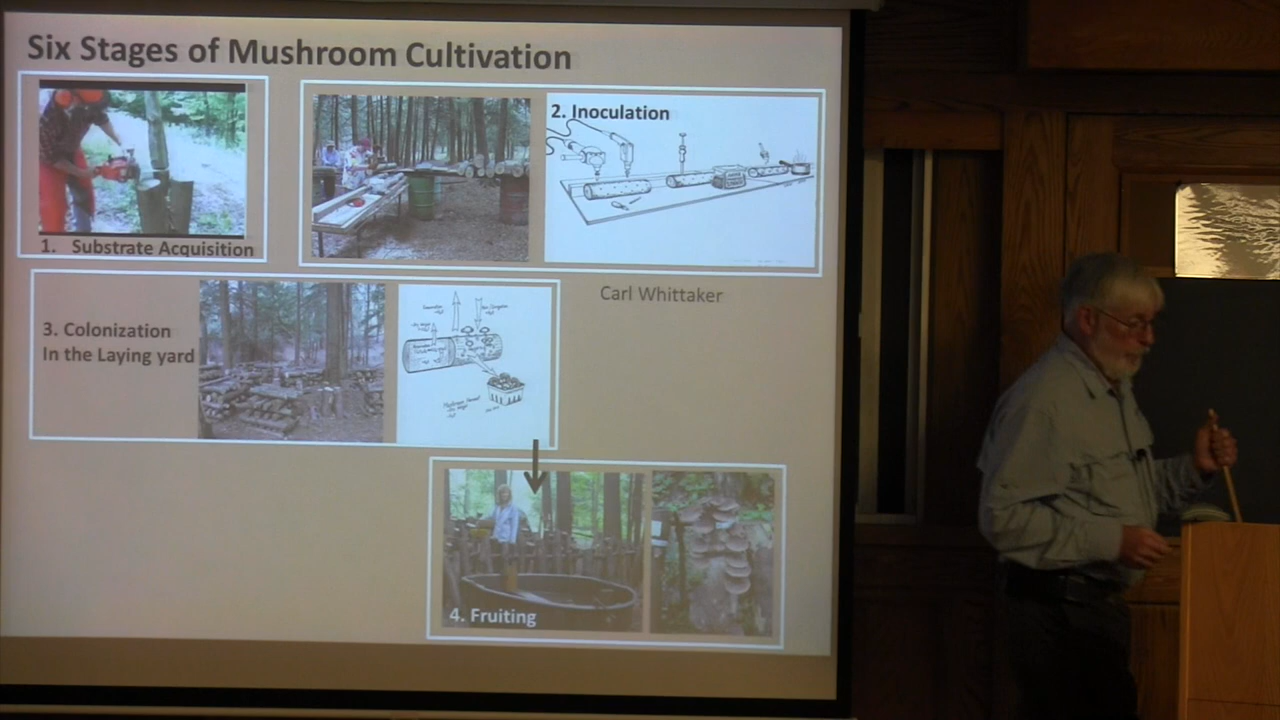 Six Stages of Mushroom Cultivation
1. Substrate Acquisition
2. Inoculation
3. Colonization
In the Laying yard
Carl Whittaker
4. Fruiting